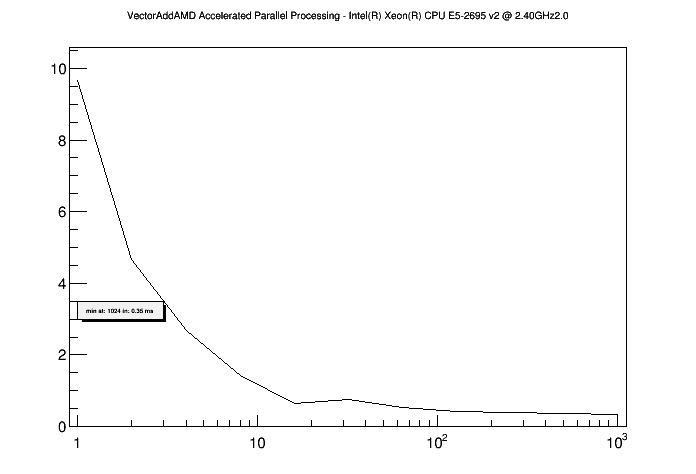 VectorAddAMD Accelerated Parallel Processing - Intel(R) Xeon(R) CPU E5-2695 v2 @ 2.40GHz2.0
10
8
6
4
min at: 1024 in: 0.35 ms
2
0
1 10 10² 10³